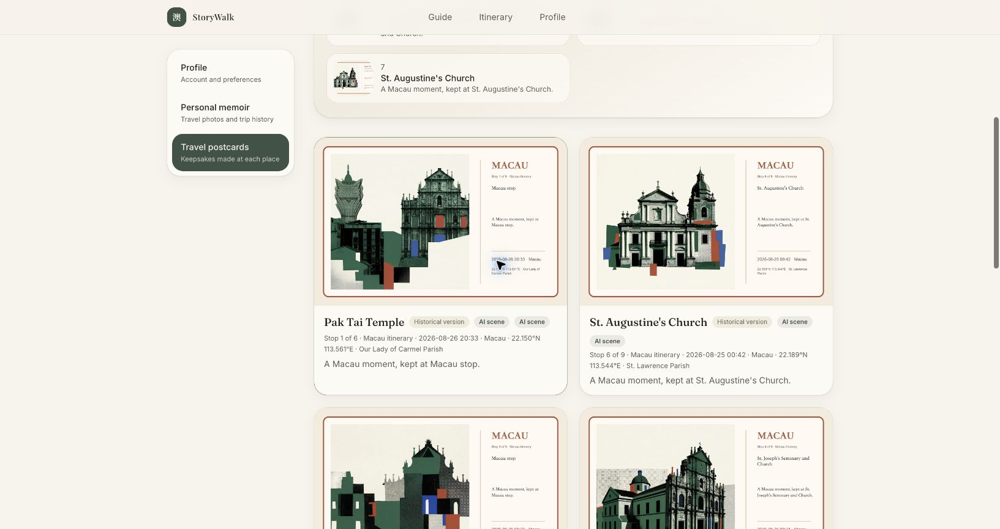 澳 StoryWalk
Guide
Itinerary
Profile
Profile
Account and preferences
Personal memoir
Travel photos and trip history
Travel postcards
Keepsakes made at each place
and Church.
7
St. Augustine's Church
A Macau moment, kept at St. Augustine's Church.
MACAU
Stop 1 of 6 · Macau itinerary
Macau stop
A Macau moment, kept at
Macau stop.
2026-08-26 20:33 Macau
N 113.561°E · Our Lady of
Carmel Parish
Pak Tai Temple
Historical version
AI scene
AI scene
Stop 1 of 6 · Macau itinerary · 2026-08-26 20:33 · Macau · 22.150°N
113.561°E · Our Lady of Carmel Parish
A Macau moment, kept at Macau stop.
MACAU
Stop 6 of 9 · Macau itinerary
St. Augustine's Church
A Macau moment, kept at St.
Augustine's Church.
2026-08-25 00:42 Macau
22.189°N 113.544°E · St. Lawrence
Parish
St. Augustine's Church
Historical version
AI scene
AI scene
Stop 6 of 9 · Macau itinerary · 2026-08-25 00:42 · Macau · 22.189°N
113.544°E · St. Lawrence Parish
A Macau moment, kept at St. Augustine's Church.
MACAU
Stop 5 of 9 · Macau itinerary
Macau stop
A Macau moment, kept at
Macau stop.
MACAU
Stop 4 of 9 · Macau itinerary
St. Joseph's Seminary and
Church
A Macau moment, kept at St.
Joseph's Seminary and Church.